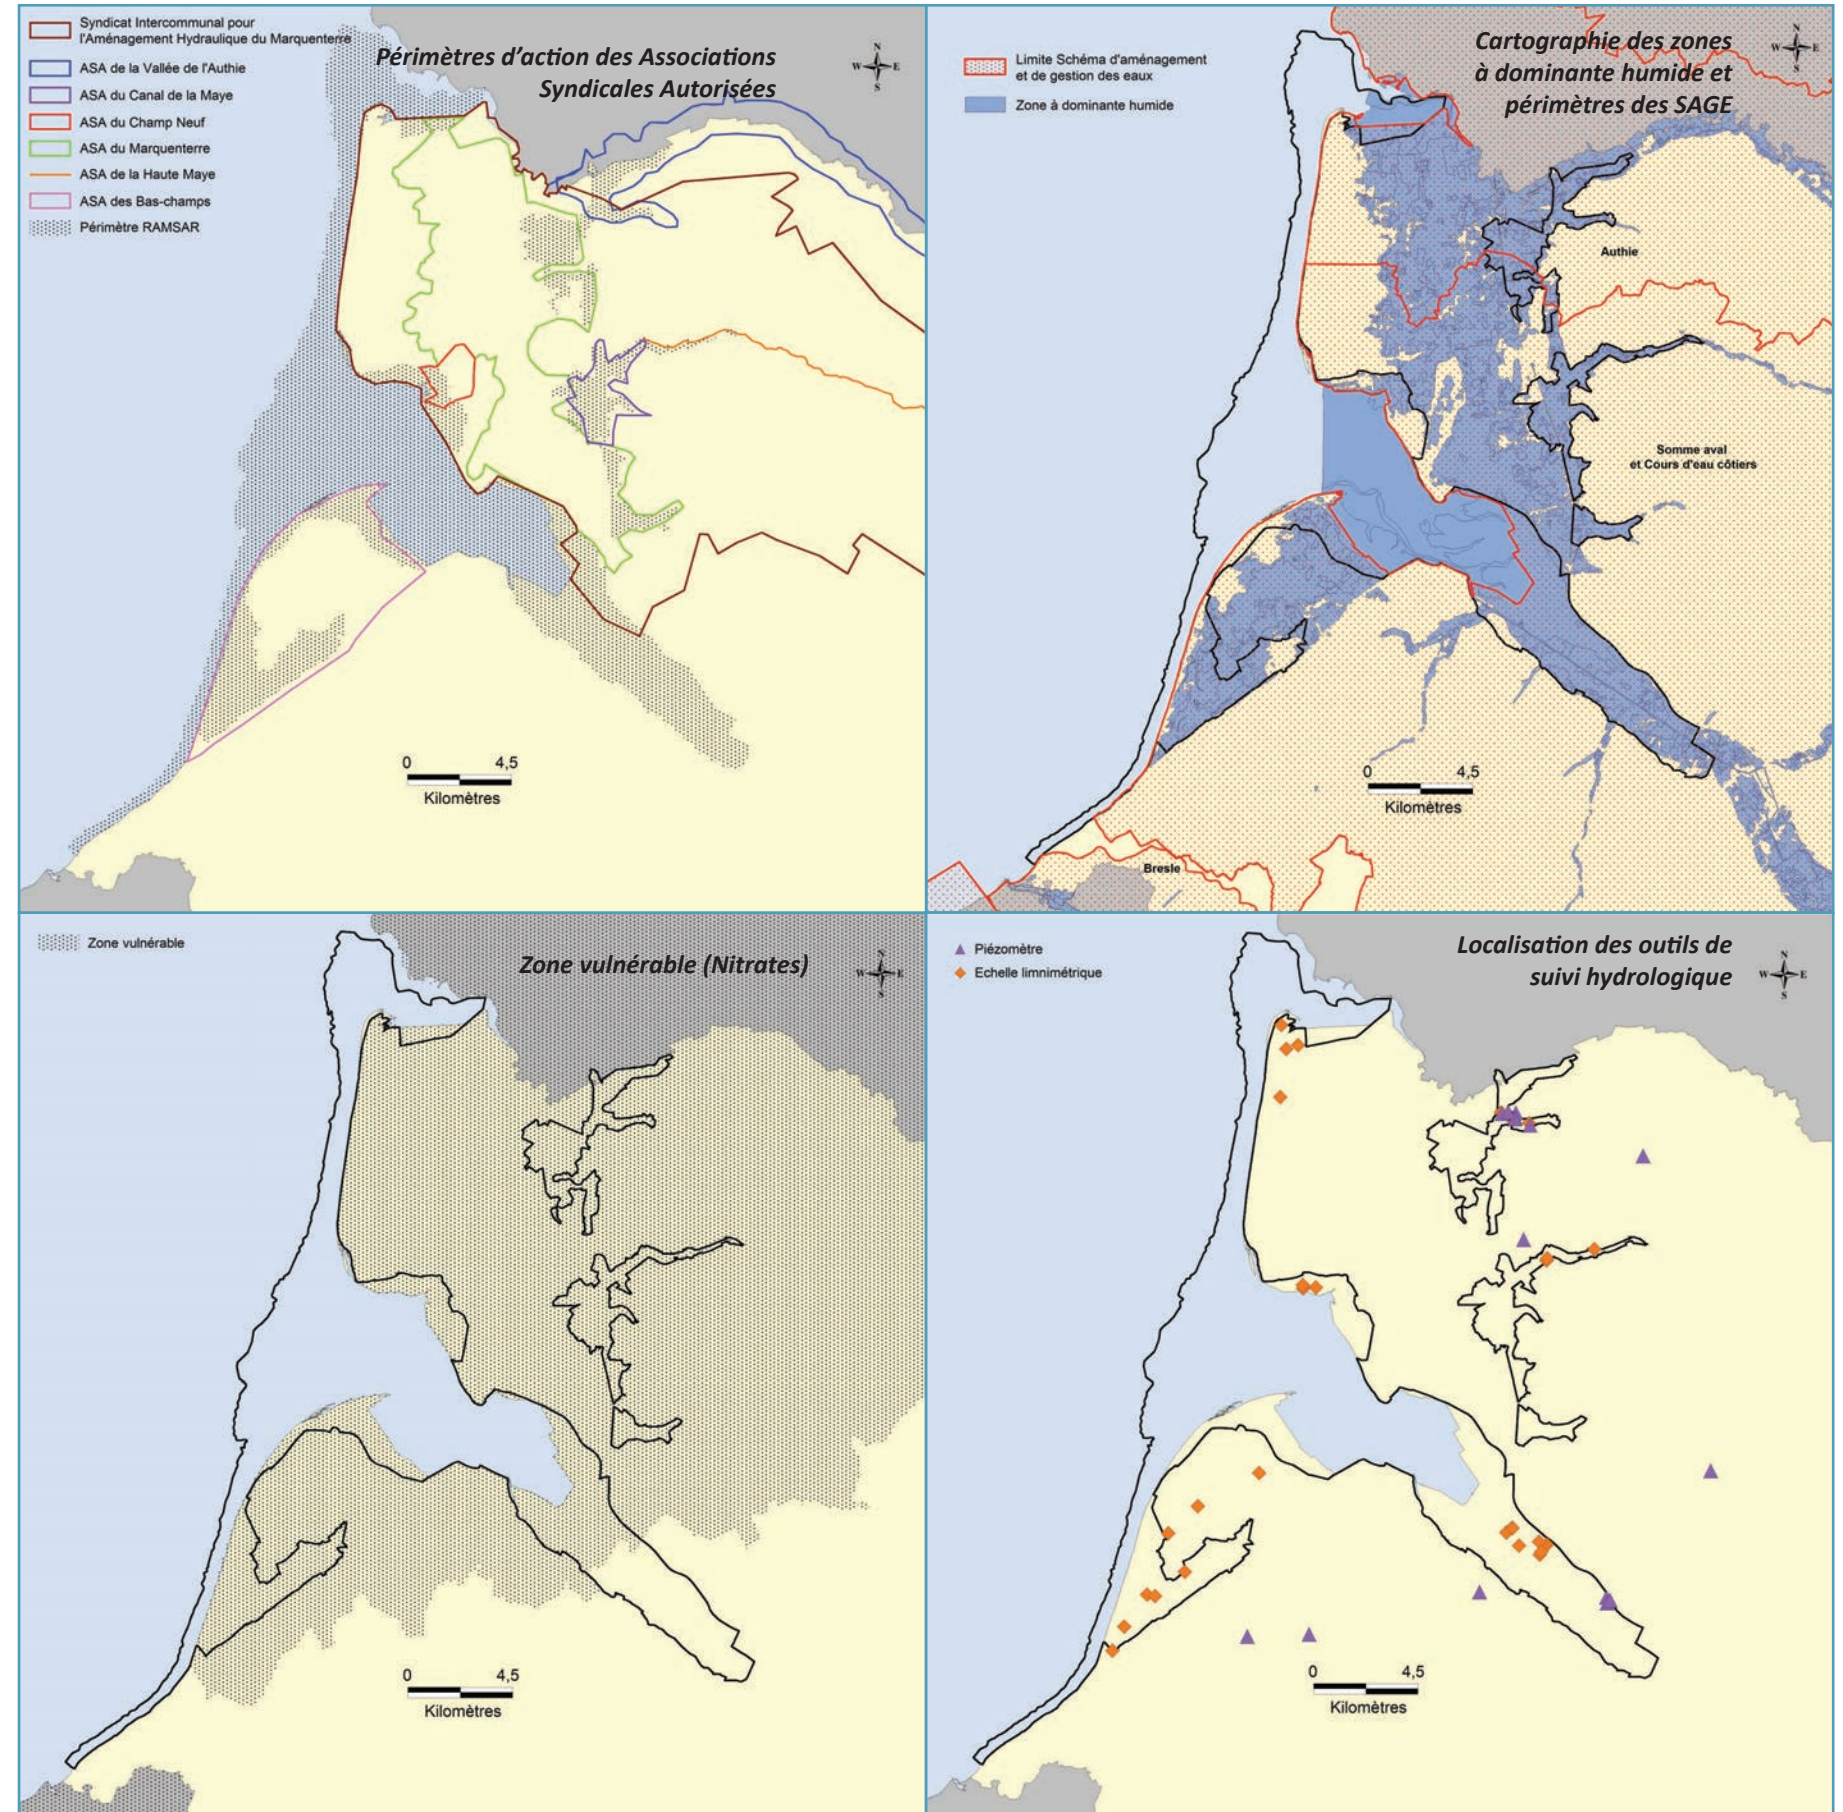 Syndicat Intercommunal pour
l'Aménagement Hydraulique du Marquenterre
ASA de la Vallée de l'Authie
ASA du Canal de la Maye
ASA du Champ Neuf
ASA du Marquenterre
ASA de la Haute Maye
ASA des Bas-champs
Périmètre RAMSAR
Périmètres d'action des Associations
Syndicales Autorisées
N
W E
S
0 4,5
Kilomètres
Limite Schéma d'aménagement
et de gestion des eaux
Zone à dominante humide
Cartographie des zones
à dominante humide et
périmètres des SAGE
N
W E
S
Authie
Somme aval
et Cours d'eau côtiers
0 4,5
Kilomètres
Bresle
Zone vulnérable
Zone vulnérable (Nitrates)
N
W E
S
0 4,5
Kilomètres
Piézomètre
Echelle limnimétrique
Localisation des outils de
suivi hydrologique
N
W E
S
0 4,5
Kilomètres